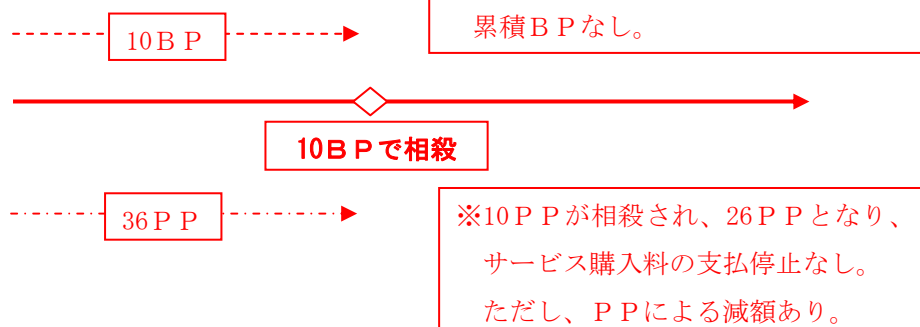 10ＢＰ
累積ＢＰなし。
10ＢＰで相殺
36ＰＰ
※10ＰＰが相殺され、26ＰＰとなり、
サービス購入料の支払停止なし。
ただし、ＰＰによる減額あり。